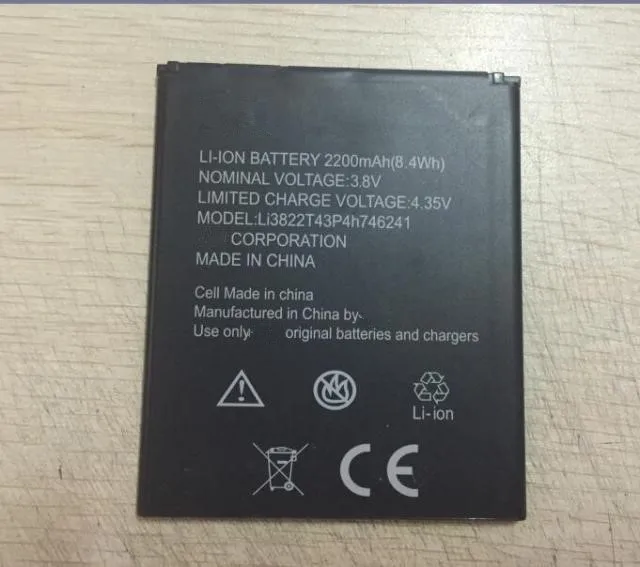 LI-ION BATTERY 2200mAh(8.4Wh)
NOMINAL VOLTAGE:3.8V
LIMITED CHARGE VOLTAGE:4.35V
MODEL:Li3822T43P4h746241
CORPORATION
MADE IN CHINA
Cell Made in china
Manufactured in China by
Use only original batteries and chargers
Li-ion
CE